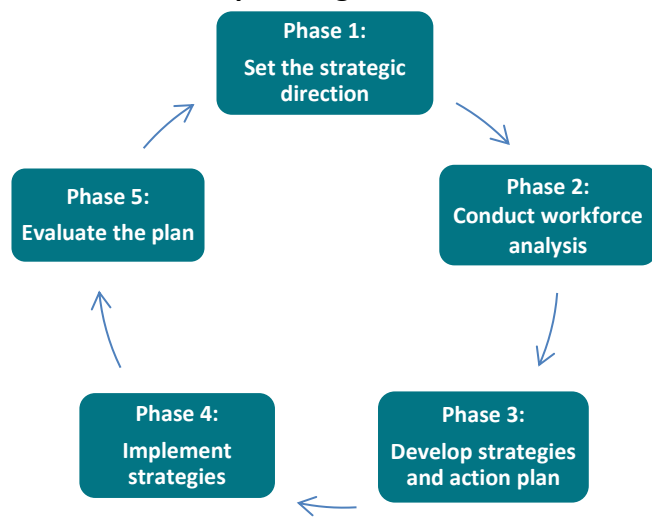 Phase 1:
Set the strategic
direction
Phase 2:
Conduct workforce
analysis
Phase 3:
Develop strategies
and action plan
Phase 4:
Implement
strategies
Phase 5:
Evaluate the plan